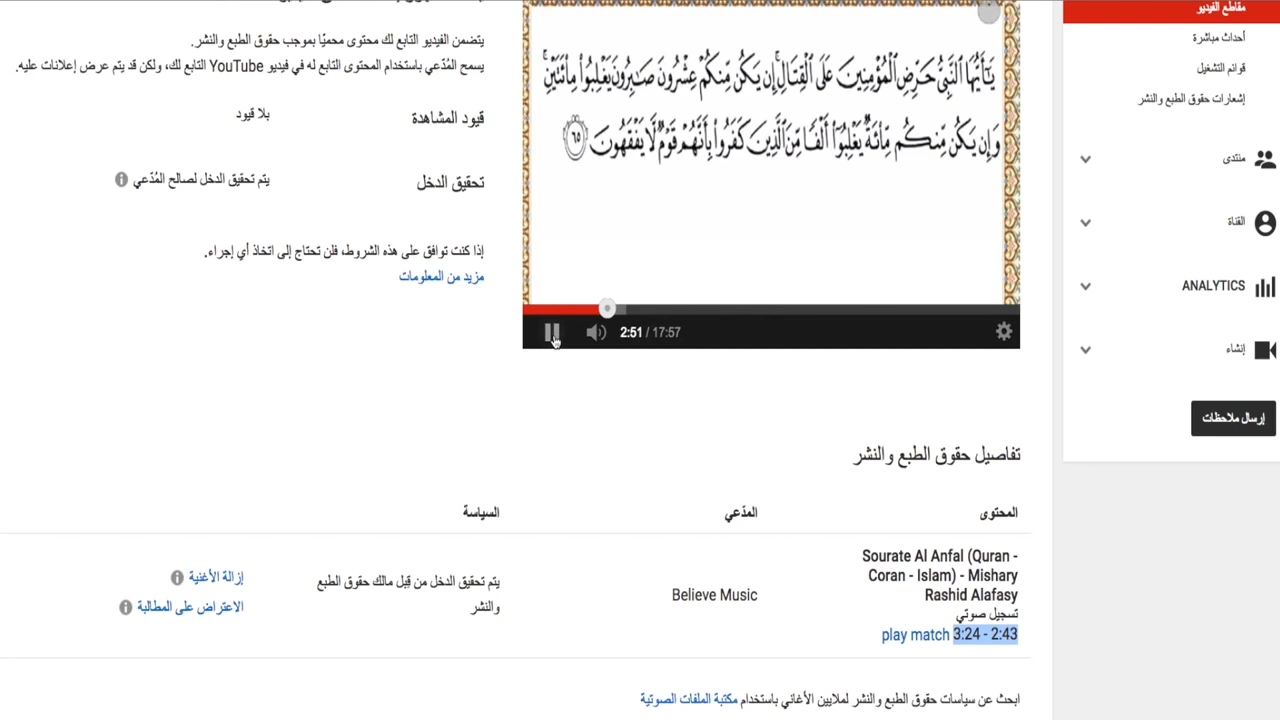 مقاطع الفيديو
أحداث مباشرة
قوائم التشغيل
إشعارات حقوق الطبع والنشر
منتدى
القناة
ANALYTICS
إنشاء
إرسال ملاحظات
يَٰٓأَيُّهَا ٱلنَّبِىُّ حَرِّضِ ٱلْمُؤْمِنِينَ عَلَى ٱلْقِتَالِ ۚ إِن يَكُن مِّنكُمْ عِشْرُونَ صَٰبِرُونَ يَغْلِبُوا۟ مِا۟ئَتَيْنِ ۚ
وَإِن يَكُن مِّنكُم مِّا۟ئَةٌ يَغْلِبُوٓا۟ أَلْفًا مِّنَ ٱلَّذِينَ كَفَرُوا۟ بِأَنَّهُمْ قَوْمٌ لَّا يَفْقَهُونَ ٦٥
2:51 / 17:57
يتضمن الفيديو التابع لك محتوى محميًا بموجب حقوق الطبع والنشر.
يسمح المُدّعي باستخدام المحتوى التابع له في فيديو YouTube التابع لك، ولكن قد يتم عرض إعلانات عليه.
قيود المشاهدة بلا قيود
تحقيق الدخل يتم تحقيق الدخل لصالح المُدّعي
إذا كنت توافق على هذه الشروط، فلن تحتاج إلى اتخاذ أي إجراء.
مزيد من المعلومات
تفاصيل حقوق الطبع والنشر
المحتوى المدّعي السياسة
Sourate Al Anfal (Quran -
Coran - Islam) - Mishary
Rashid Alafasy
تسجيل صوتي
play match 3:24 - 2:43
Believe Music
يتم تحقيق الدخل من قِبل مالك حقوق الطبع
والنشر
إزالة الأغنية
الاعتراض على المطالبة
ابحث عن سياسات حقوق الطبع والنشر لملايين الأغاني باستخدام مكتبة الملفات الصوتية